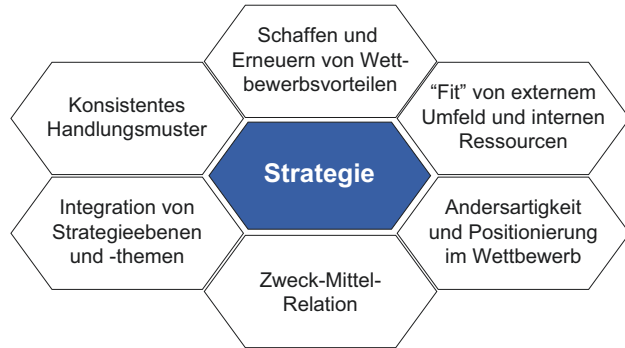 Schaffen und
Erneuern von Wett-
bewerbsvorteilen
Konsistentes
Handlungsmuster
“Fit” von externem
Umfeld und internen
Ressourcen
Strategie
Integration von
Strategieebenen
und -themen
Andersartigkeit
und Positionierung
im Wettbewerb
Zweck-Mittel-
Relation